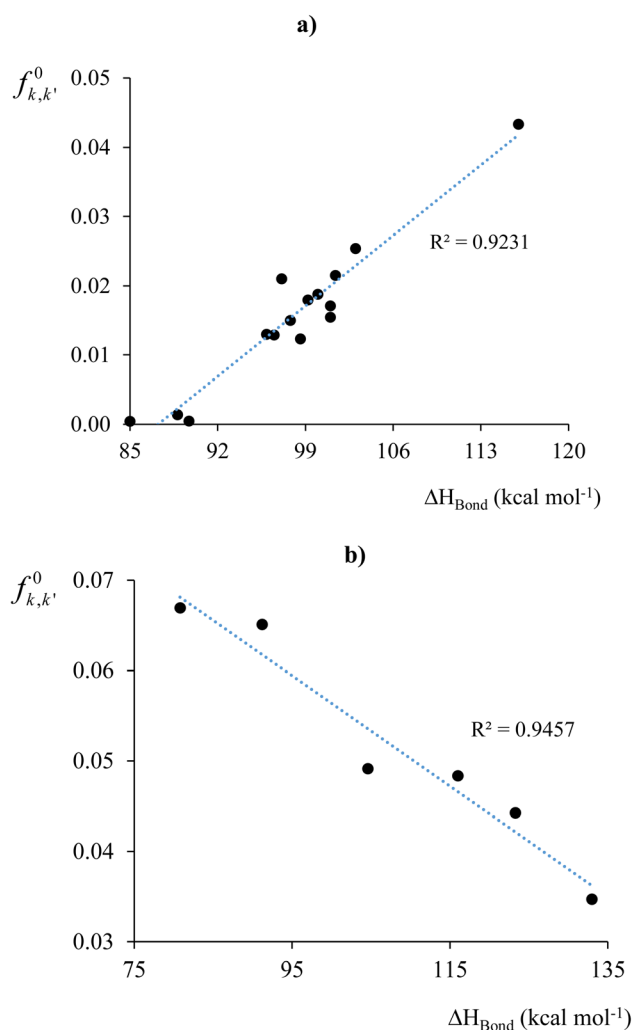 a)
f⁰ₖ,ₖ'
0.05
0.04
0.03
0.02
0.01
0.00
R² = 0.9231
85 92 99 106 113 120
ΔH_Bond (kcal mol⁻¹)
b)
f⁰ₖ,ₖ'
0.07
0.06
0.05
0.04
0.03
R² = 0.9457
75 95 115 135
ΔH_Bond (kcal mol⁻¹)